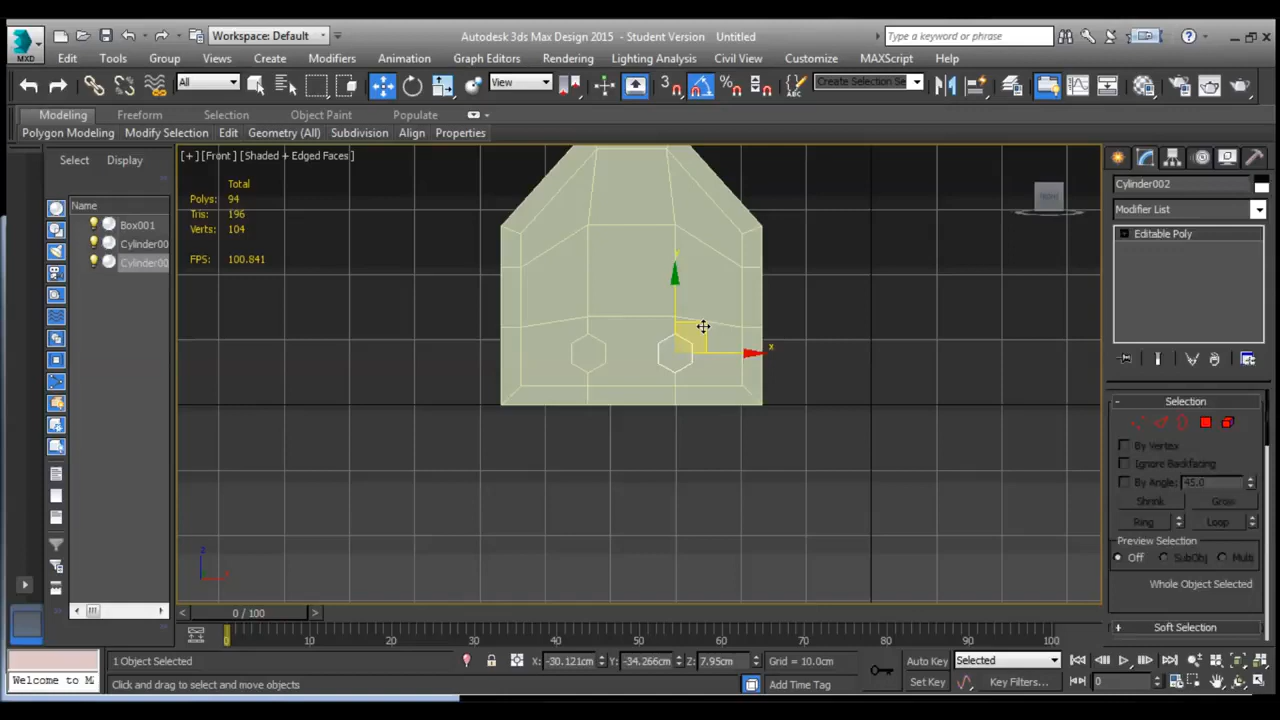 Workspace: Default
Autodesk 3ds Max Design 2015 - Student Version Untitled
Type a keyword or phrase
MXD
Edit Tools Group Views Create Modifiers Animation Graph Editors Rendering Lighting Analysis Civil View Customize MAXScript Help
All
View
3
Create Selection Se
Modeling Freeform Selection Object Paint Populate
Polygon Modeling Modify Selection Edit Geometry (All) Subdivision Align Properties
Select Display
[+] [Front] [Shaded + Edged Faces]
Total
Polys: 94
Tris: 196
Verts: 104
FPS: 100.841
Name
Box001
Cylinder00
Cylinder00
FRONT
y
x
z
Cylinder002
Modifier List
Editable Poly
Selection
By Vertex
Ignore Backfacing
By Angle: 45.0
Shrink Grow
Ring Loop
Preview Selection
Off SubObj Multi
Whole Object Selected
Soft Selection
0 / 100
0 10 20 30 40 50 60 70 80 90 100
1 Object Selected
X: -30.121cm Y: -34.266cm Z: 7.95cm Grid = 10.0cm
Auto Key Selected
Welcome to M
Click and drag to select and move objects
Add Time Tag
Set Key Key Filters...
0